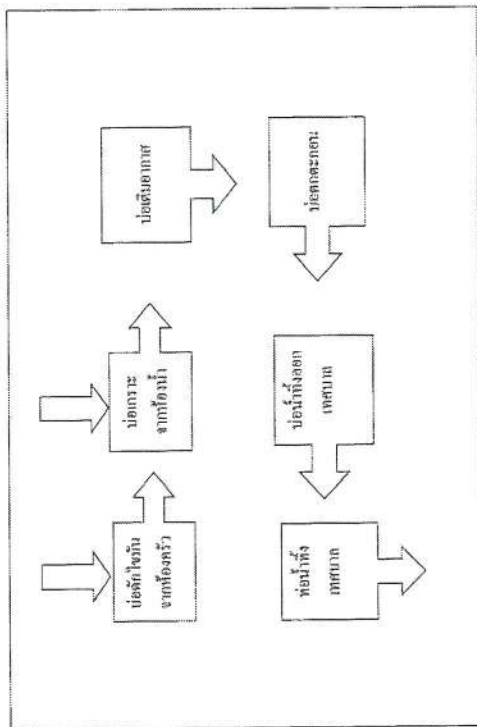 บ่อดักไขมัน
จากห้องครัว
บ่อเกราะ
จากห้องน้ำ
บ่อเติมอากาศ
บ่อตกตะกอน
บ่อน้ำทิ้งออก
เทศบาล
ท่อน้ำทิ้ง
เทศบาล